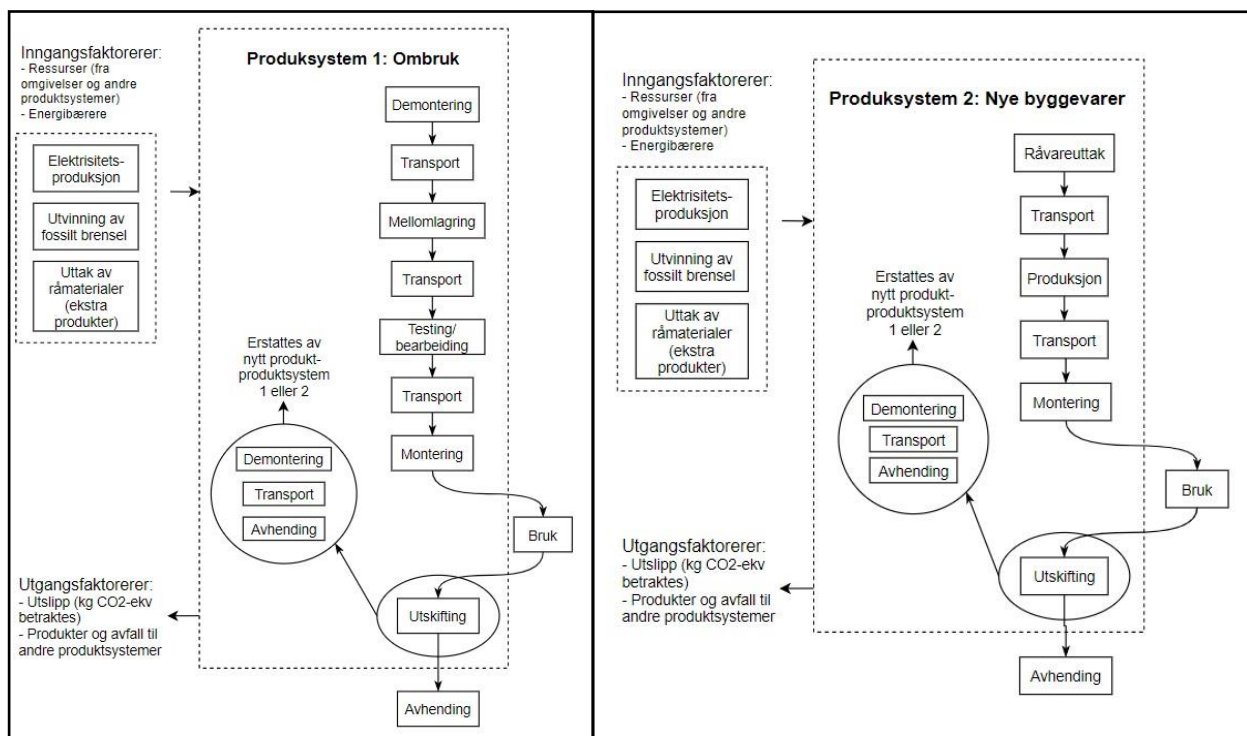 Inngangsfaktorerer:
- Ressurser (fra
omgivelser og andre
produktsystemer)
- Energibærere
Elektrisitets-
produksjon
Utvinning av
fossilt brensel
Uttak av
råmaterialer
(ekstra
produkter)
Produksystem 1: Ombruk
Demontering
Transport
Mellomlagring
Transport
Testing/
bearbeiding
Transport
Montering
Bruk
Utskifting
Avhending
Erstattes av
nytt produkt-
produktsystem
1 eller 2
Demontering
Transport
Avhending
Utgangsfaktorerer:
- Utslipp (kg CO2-ekv
betraktes)
- Produkter og avfall til
andre produktsystemer
Inngangsfaktorerer:
- Ressurser (fra
omgivelser og andre
produktsystemer)
- Energibærere
Elektrisitets-
produksjon
Utvinning av
fossilt brensel
Uttak av
råmaterialer
(ekstra
produkter)
Produksystem 2: Nye byggevarer
Råvareuttak
Transport
Produksjon
Transport
Montering
Bruk
Utskifting
Avhending
Erstattes av
nytt produkt-
produktsystem
1 eller 2
Demontering
Transport
Avhending
Utgangsfaktorerer:
- Utslipp (kg CO2-ekv
betraktes)
- Produkter og avfall til
andre produktsystemer